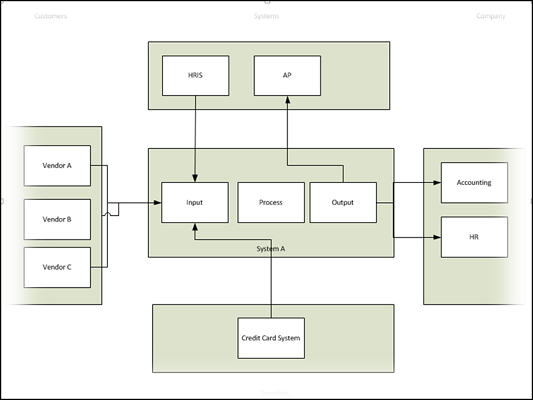 Customers
Systems
Company
HRIS
AP
Vendor A
Vendor B
Vendor C
Input
Process
Output
System A
Accounting
HR
Credit Card System